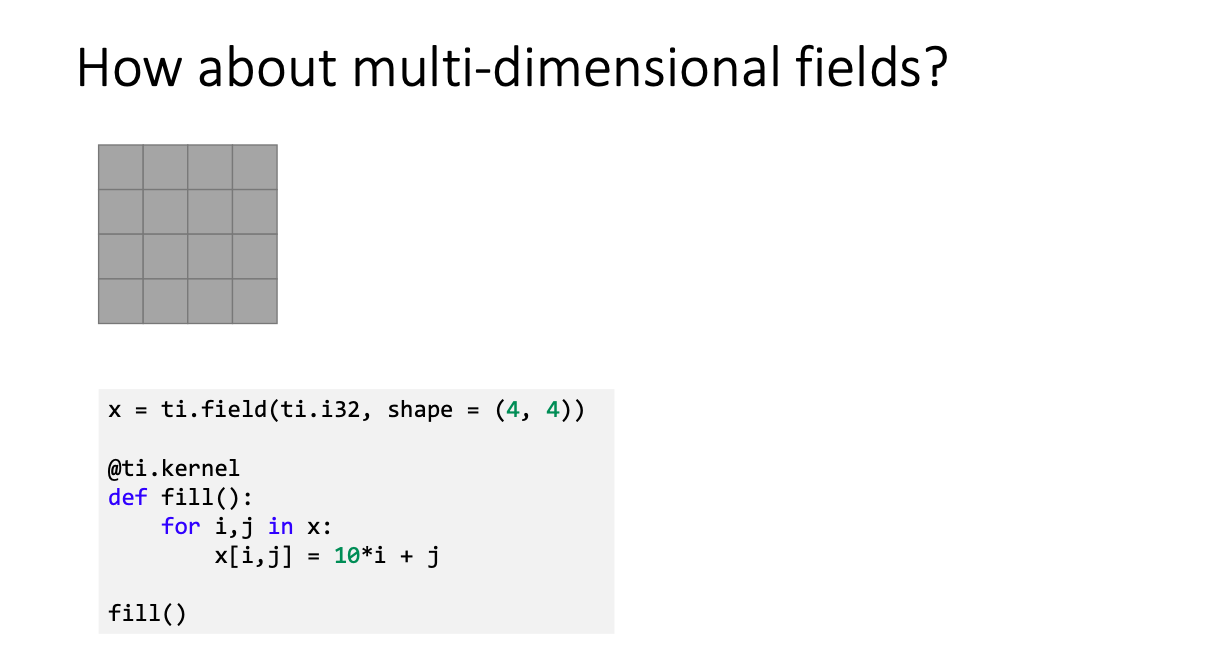 How about multi-dimensional fields?
x = ti.field(ti.i32, shape = (4, 4))
@ti.kernel
def fill():
    for i,j in x:
        x[i,j] = 10*i + j
fill()